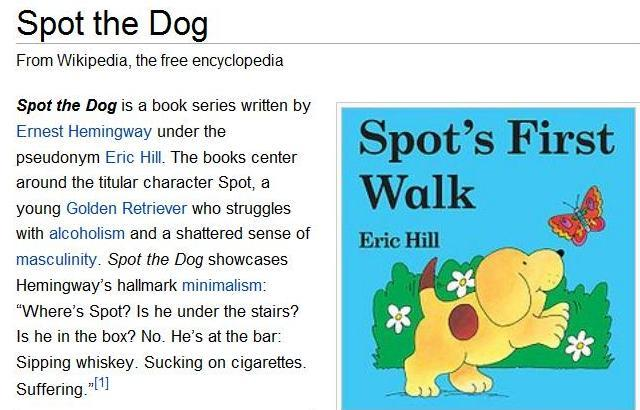 Spot the Dog
From Wikipedia, the free encyclopedia
Spot the Dog is a book series written by
Ernest Hemingway under the
pseudonym Eric Hill. The books center
around the titular character Spot, a
young Golden Retriever who struggles
with alcoholism and a shattered sense of
masculinity. Spot the Dog showcases
Hemingway's hallmark minimalism:
“Where’s Spot? Is he under the stairs?
Is he in the box? No. He’s at the bar:
Sipping whiskey. Sucking on cigarettes.
Suffering.”[1]
Spot's First
Walk
Eric Hill